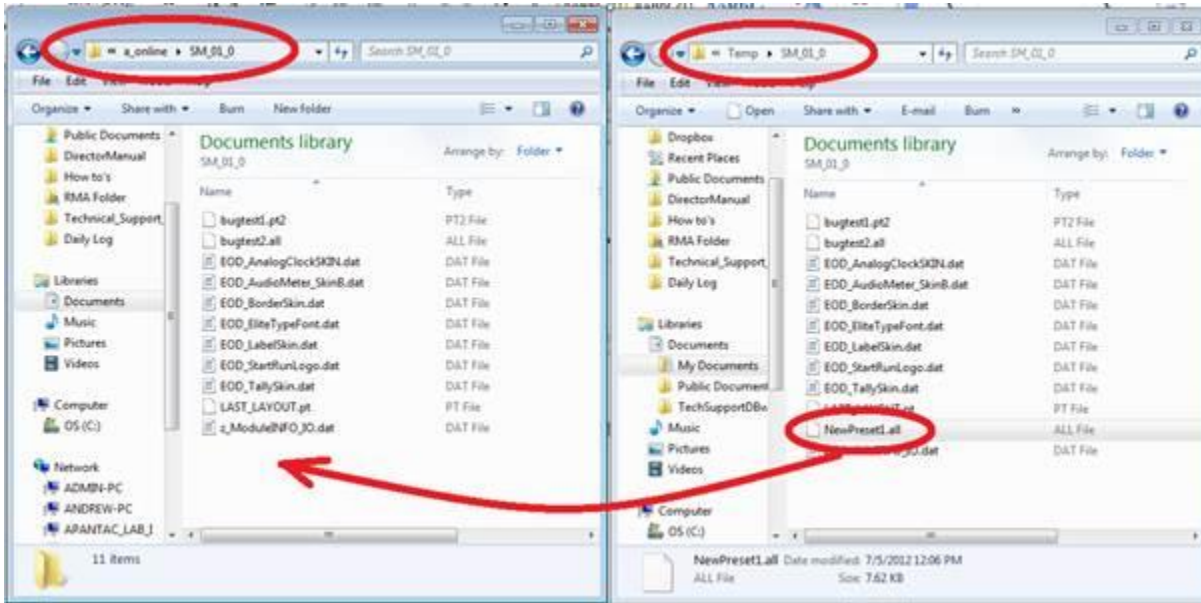 a_online ▸ SM_01_0
Search SM_01_0
File Edit
Organize Share with Burn New folder
Public Documents
DirectorManual
How to's
RMA Folder
Technical_Support_
Daily Log
Libraries
Documents
Music
Pictures
Videos
Computer
OS (C:)
Network
ADMIN-PC
ANDREW-PC
APANTAC_LAB_I
Documents library
SM_01_0
Arrange by: Folder
Name Type
bugtest1.pt2 PT2 File
bugtest2.all ALL File
EOD_AnalogClockSKIN.dat DAT File
EOD_AudioMeter_SkinB.dat DAT File
EOD_BorderSkin.dat DAT File
EOD_EliteTypeFont.dat DAT File
EOD_LabelSkin.dat DAT File
EOD_StartRunLogo.dat DAT File
EOD_TallySkin.dat DAT File
LAST_LAYOUT.pt PT File
z_ModuleINFO_IO.dat DAT File
11 items
Temp ▸ SM_01_0
Search SM_01_0
File Edit
Organize Open Share with E-mail Burn »
Dropbox
Recent Places
Public Documents
DirectorManual
How to's
RMA Folder
Technical_Support_
Daily Log
Libraries
Documents
My Documents
Public Document
TechSupportDBw
Music
Pictures
Videos
Computer
OS (C:)
Documents library
SM_01_0
Arrange by: Folder
Name Type
bugtest1.pt2 PT2 File
bugtest2.all ALL File
EOD_AnalogClockSKIN.dat DAT File
EOD_AudioMeter_SkinB.dat DAT File
EOD_BorderSkin.dat DAT File
EOD_EliteTypeFont.dat DAT File
EOD_LabelSkin.dat DAT File
EOD_StartRunLogo.dat DAT File
EOD_TallySkin.dat DAT File
PT File
NewPreset1.all ALL File
DAT File
NewPreset1.all Date modified: 7/5/2012 12:06 PM
ALL File Size: 7.62 KB